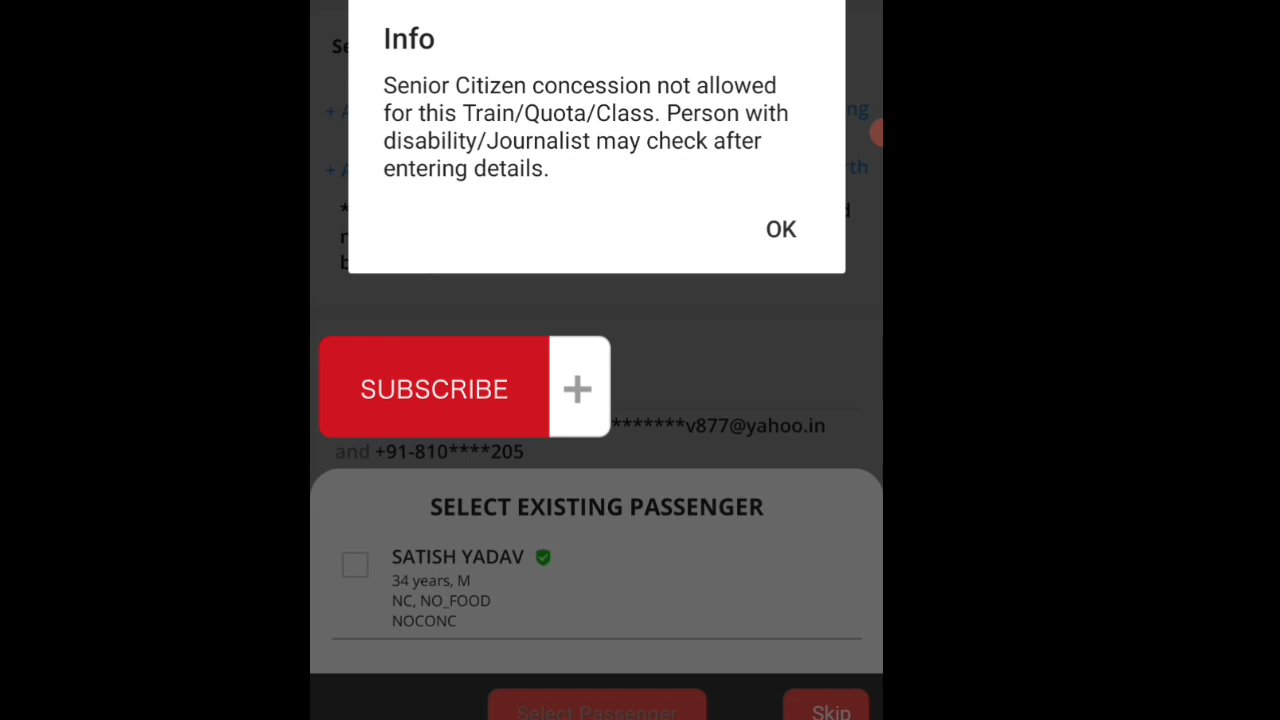 Info
Senior Citizen concession not allowed
for this Train/Quota/Class. Person with
disability/Journalist may check after
entering details.
OK
SUBSCRIBE
*******v877@yahoo.in
and +91-810****205
SELECT EXISTING PASSENGER
SATISH YADAV
34 years, M
NC, NO_FOOD
NOCONC
Select Passenger
Skip